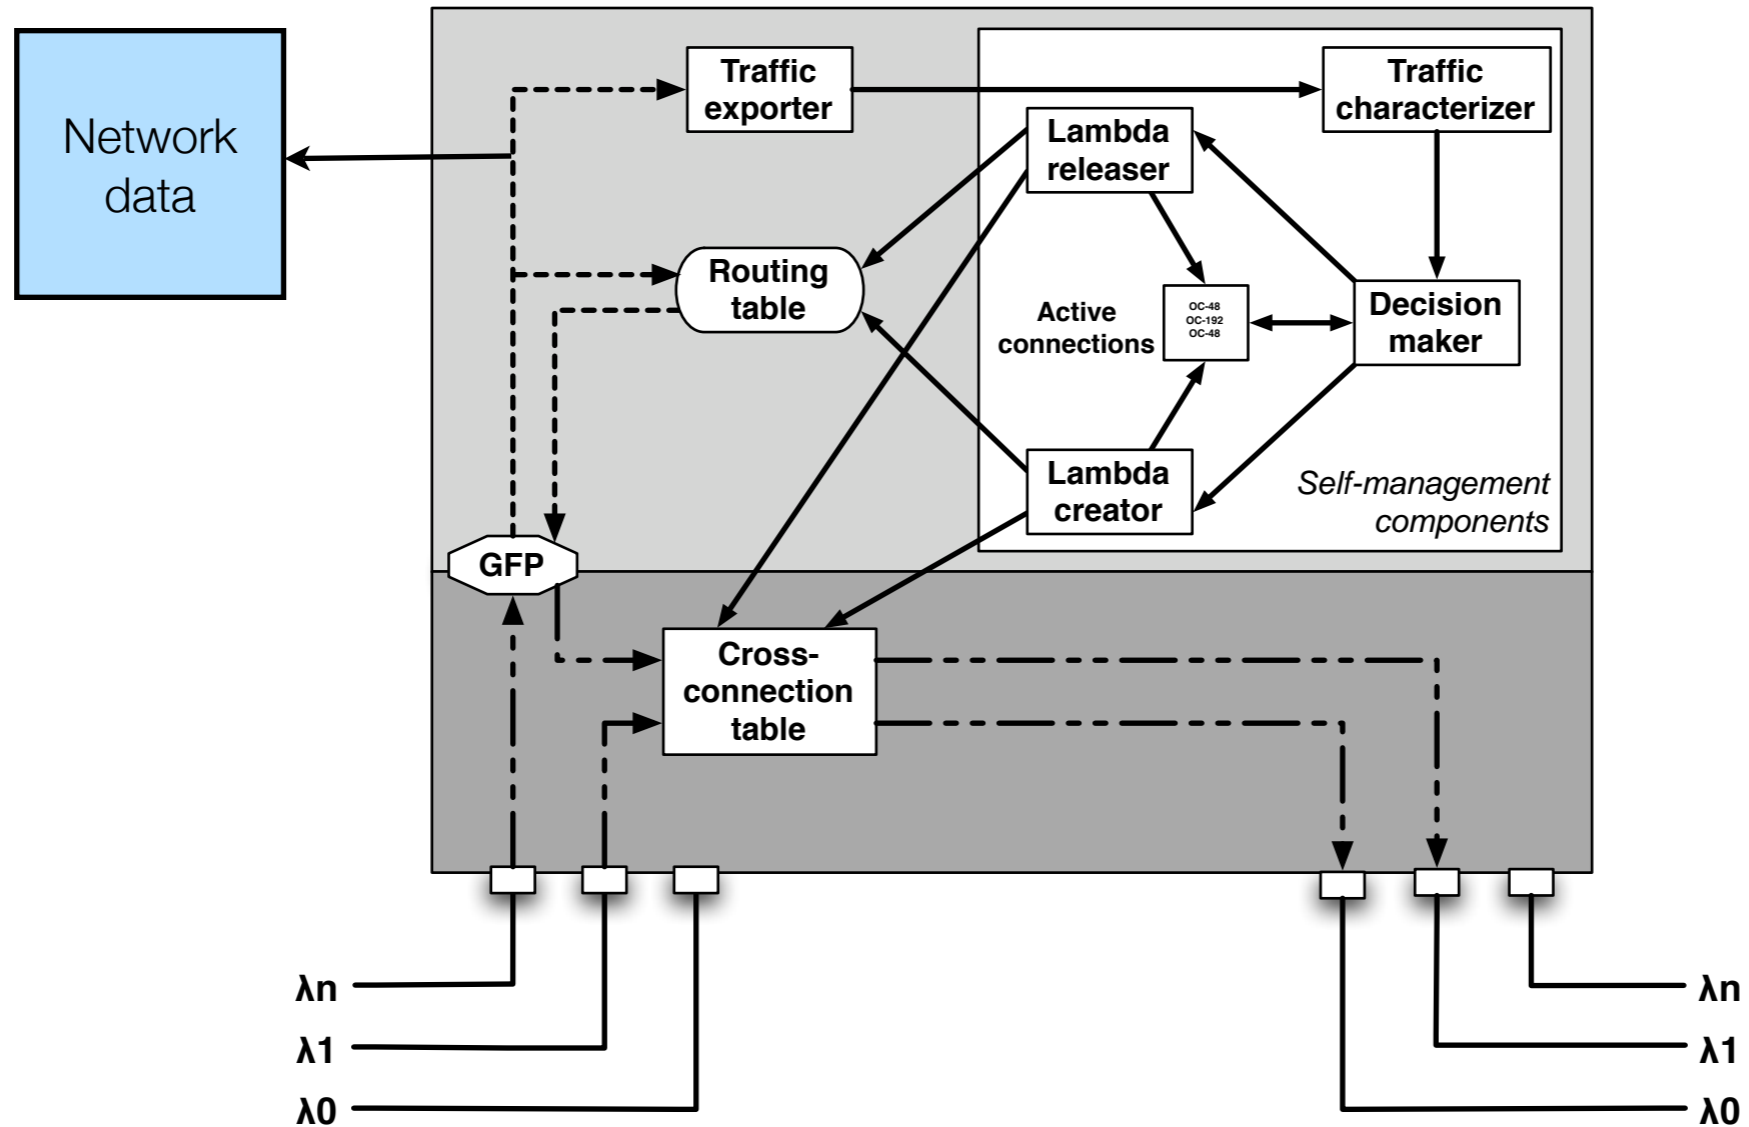 Network
data
Traffic
exporter
Traffic
characterizer
Lambda
releaser
Routing
table
Active
connections
OC-48
OC-192
OC-48
Decision
maker
Lambda
creator
Self-management
components
GFP
Cross-
connection
table
λn
λ1
λ0
λn
λ1
λ0